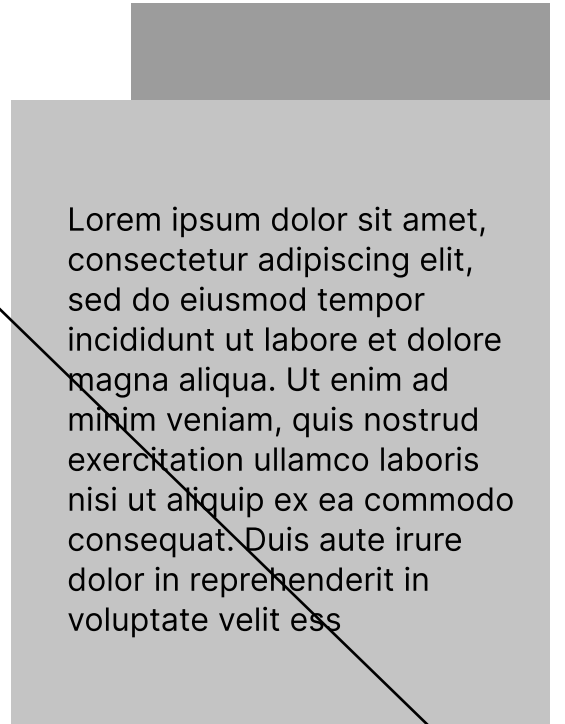 Lorem ipsum dolor sit amet,
consectetur adipiscing elit,
sed do eiusmod tempor
incididunt ut labore et dolore
magna aliqua. Ut enim ad
minim veniam, quis nostrud
exercitation ullamco laboris
nisi ut aliquip ex ea commodo
consequat. Duis aute irure
dolor in reprehenderit in
voluptate velit ess